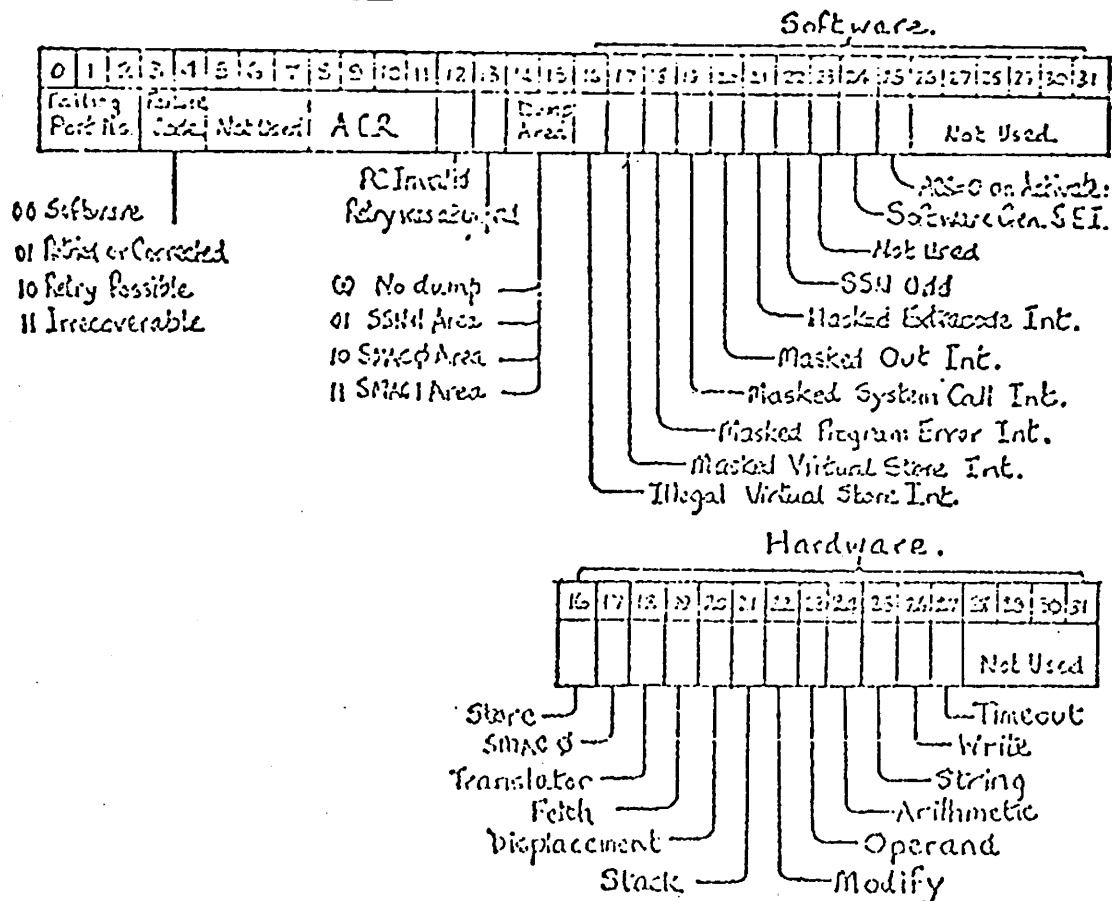 Software.
0 1 2 3 4 5 6 7 8 9 10 11 12 13 14 15 16 17 18 19 20 21 22 23 24 25 26 27 28 29 30 31
Failing Part No.
Failure Code
Not Used
ACR
Dump Area
Not Used
PC Invalid
Retry was
00 Software
01 or Corrected
10 Retry Possible
11 Irrecoverable
00 No dump
01 SSN+1 Area
10 SMACØ Area
11 SMAC1 Area
ACS=0 on Activate
Software Gen. S.E.I.
Not Used
SSN Odd
Masked Extracode Int.
Masked Out Int.
Masked System Call Int.
Masked Program Error Int.
Masked Virtual Store Int.
Illegal Virtual Store Int.
Hardware.
16 17 18 19 20 21 22 23 24 25 26 27 28 29 30 31
Not Used
Store
SMAC Ø
Translator
Fetch
Displacement
Stack
Timeout
Write
String
Arithmetic
Operand
Modify